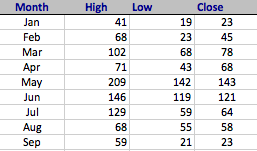 Month High Low Close
Jan 41 19 23
Feb 68 23 45
Mar 102 68 78
Apr 71 43 68
May 209 142 143
Jun 146 119 121
Jul 129 59 64
Aug 68 55 58
Sep 59 21 23